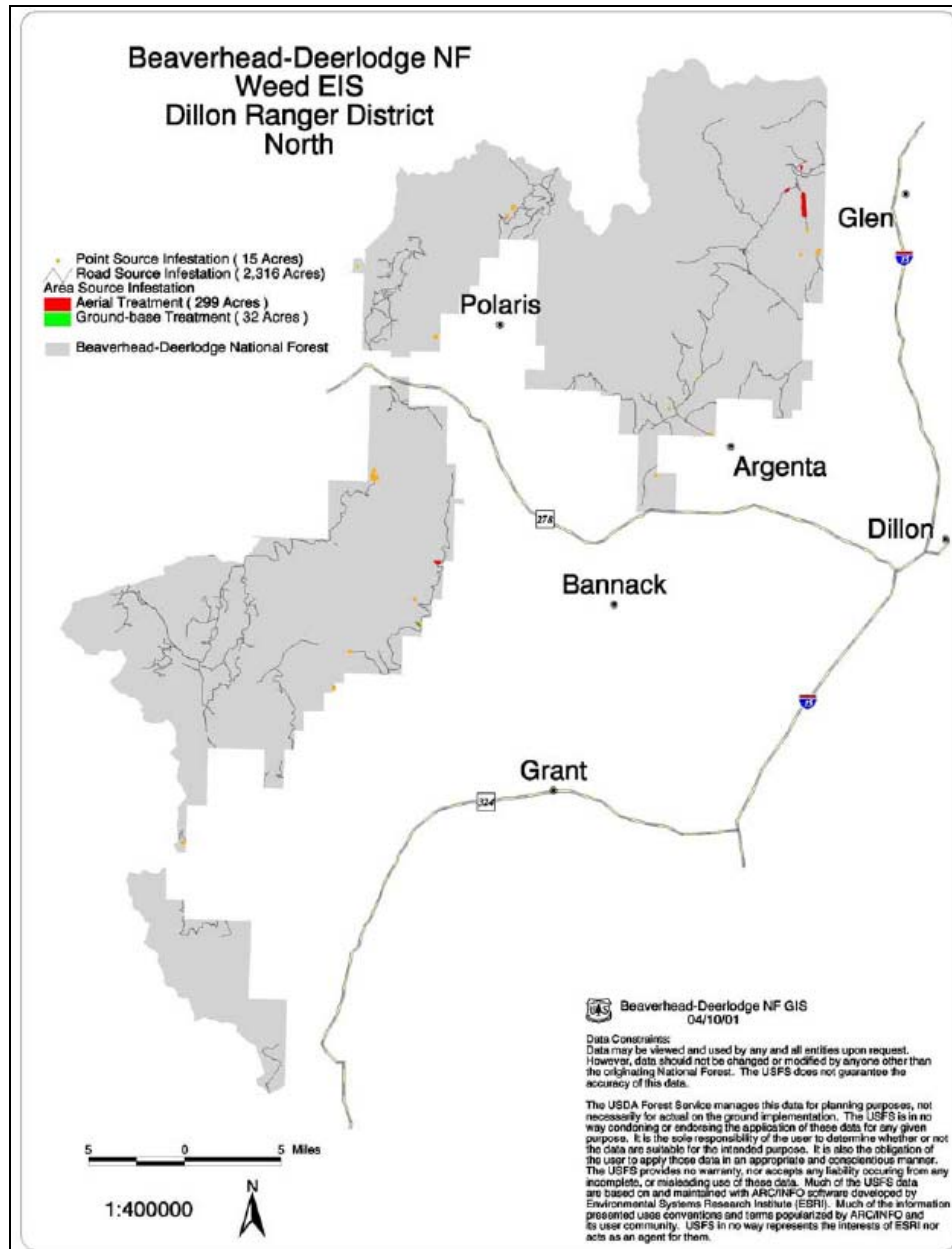 Beaverhead-Deerlodge NF
Weed EIS
Dillon Ranger District
North
Point Source Infestation ( 15 Acres)
Road Source Infestation ( 2,316 Acres)
Area Source Infestation
Aerial Treatment ( 299 Acres )
Ground-base Treatment ( 32 Acres )
Beaverhead-Deerlodge National Forest
Glen
15
Polaris
Argenta
278
Dillon
Bannack
15
Grant
324
5 0 5 Miles
1:400000
N
UAS
Beaverhead-Deerlodge NF GIS
04/10/01
Data Constraints:
Data may be viewed and used by any and all entities upon request.
However, data should not be changed or modified by anyone other than
the originating National Forest. The USFS does not guarantee the
accuracy of this data.
The USDA Forest Service manages this data for planning purposes, not
necessarily for actual on the ground implementation. The USFS is in no
way condoning or endorsing the application of these data for any given
purpose. It is the sole responsibility of the user to determine whether or not
the data are suitable for the intended purpose. It is also the obligation of
the user to apply those data in an appropriate and conscientious manner.
The USFS provides no warranty, nor accepts any liability occuring from any
incomplete, or misleading use of these data. Much of the USFS data
are based on and maintained with ARC/INFO software developed by
Environmental Systems Research Institute (ESRI). Much of the information
presented uses conventions and terms popularized by ARC/INFO and
its user community. USFS in no way represents the interests of ESRI nor
acts as an agent for them.